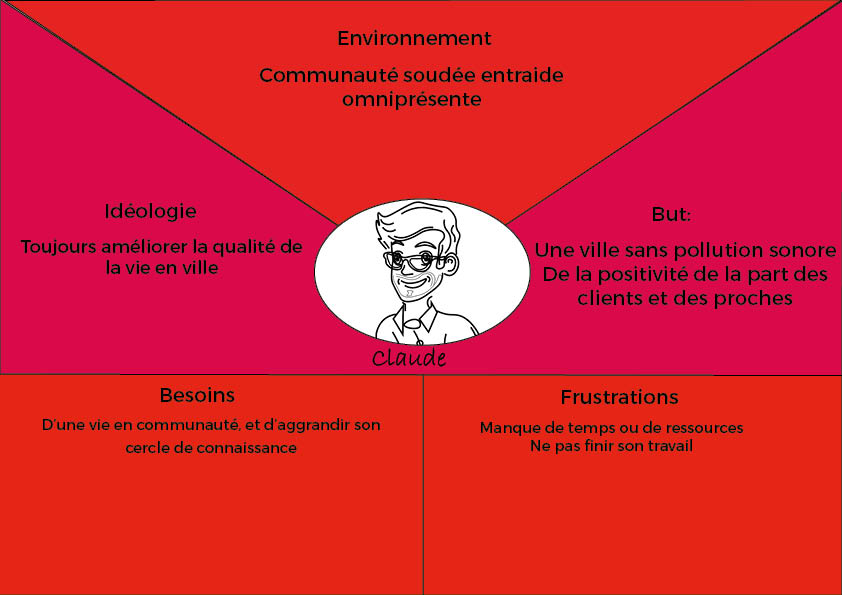 Environnement
Communauté soudée entraide
omniprésente
Idéologie
Toujours améliorer la qualité de
la vie en ville
But:
Une ville sans pollution sonore
De la positivité de la part des
clients et des proches
Claude
Besoins
D'une vie en communauté, et d'aggrandir son
cercle de connaissance
Frustrations
Manque de temps ou de ressources
Ne pas finir son travail